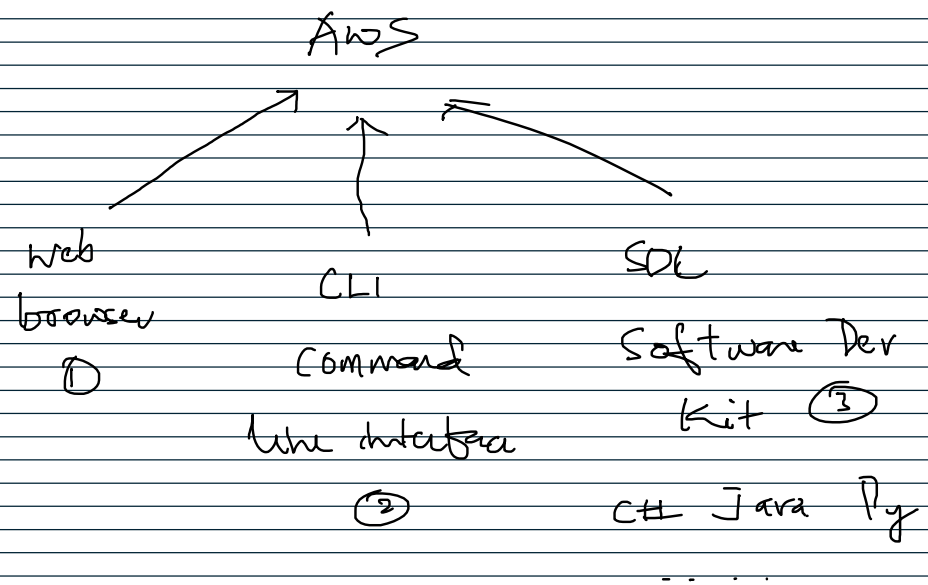 AWS
Web
browser
①
CLI
Command
line interface
②
SDK
Software Dev
Kit ③
C# Java Py